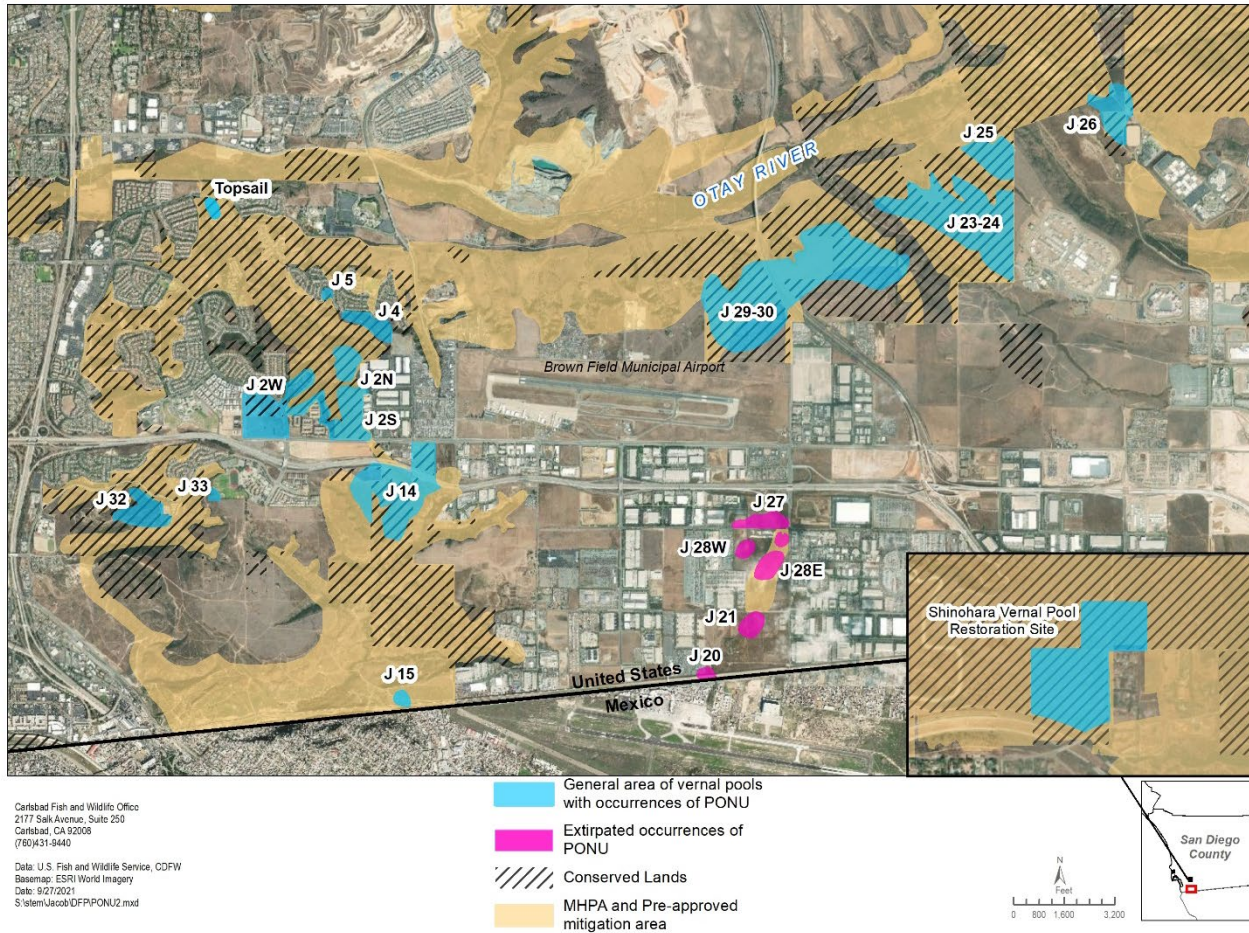 J 25
J 26
OTAY RIVER
Topsail
J 23-24
J 5
J 4
J 29-30
Brown Field Municipal Airport
J 2W
J 2N
J 2S
J 33
J 32
J 14
J 27
J 28W
J 28E
J 21
Shinohara Vernal Pool
Restoration Site
J 20
J 15
United States
Mexico
General area of vernal pools
with occurrences of PONU
Extirpated occurrences of
PONU
Conserved Lands
MHPA and Pre-approved
mitigation area
Carlsbad Fish and Wildlife Office
2177 Salk Avenue, Suite 250
Carlsbad, CA 92008
(760)431-9440
Data: U.S. Fish and Wildlife Service, CDFW
Basemap: ESRI World Imagery
Date: 9/27/2021
S:\stem\Jacob\DFP\PONU2.mxd
N
Feet
0 800 1,600 3,200
San Diego
County